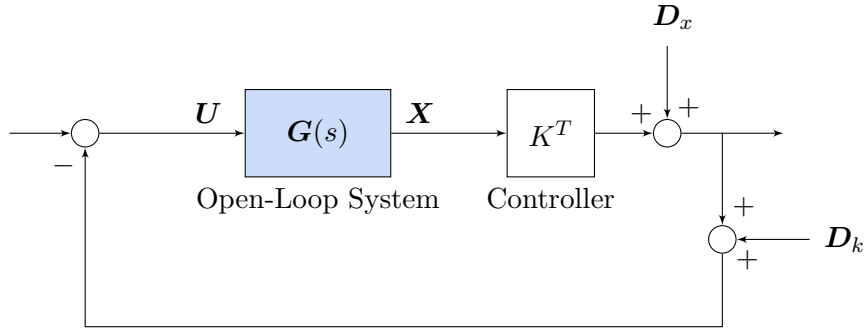 D_x
U
G(s)
X
K^T
+
+
−
Open-Loop System
Controller
+
D_k
+